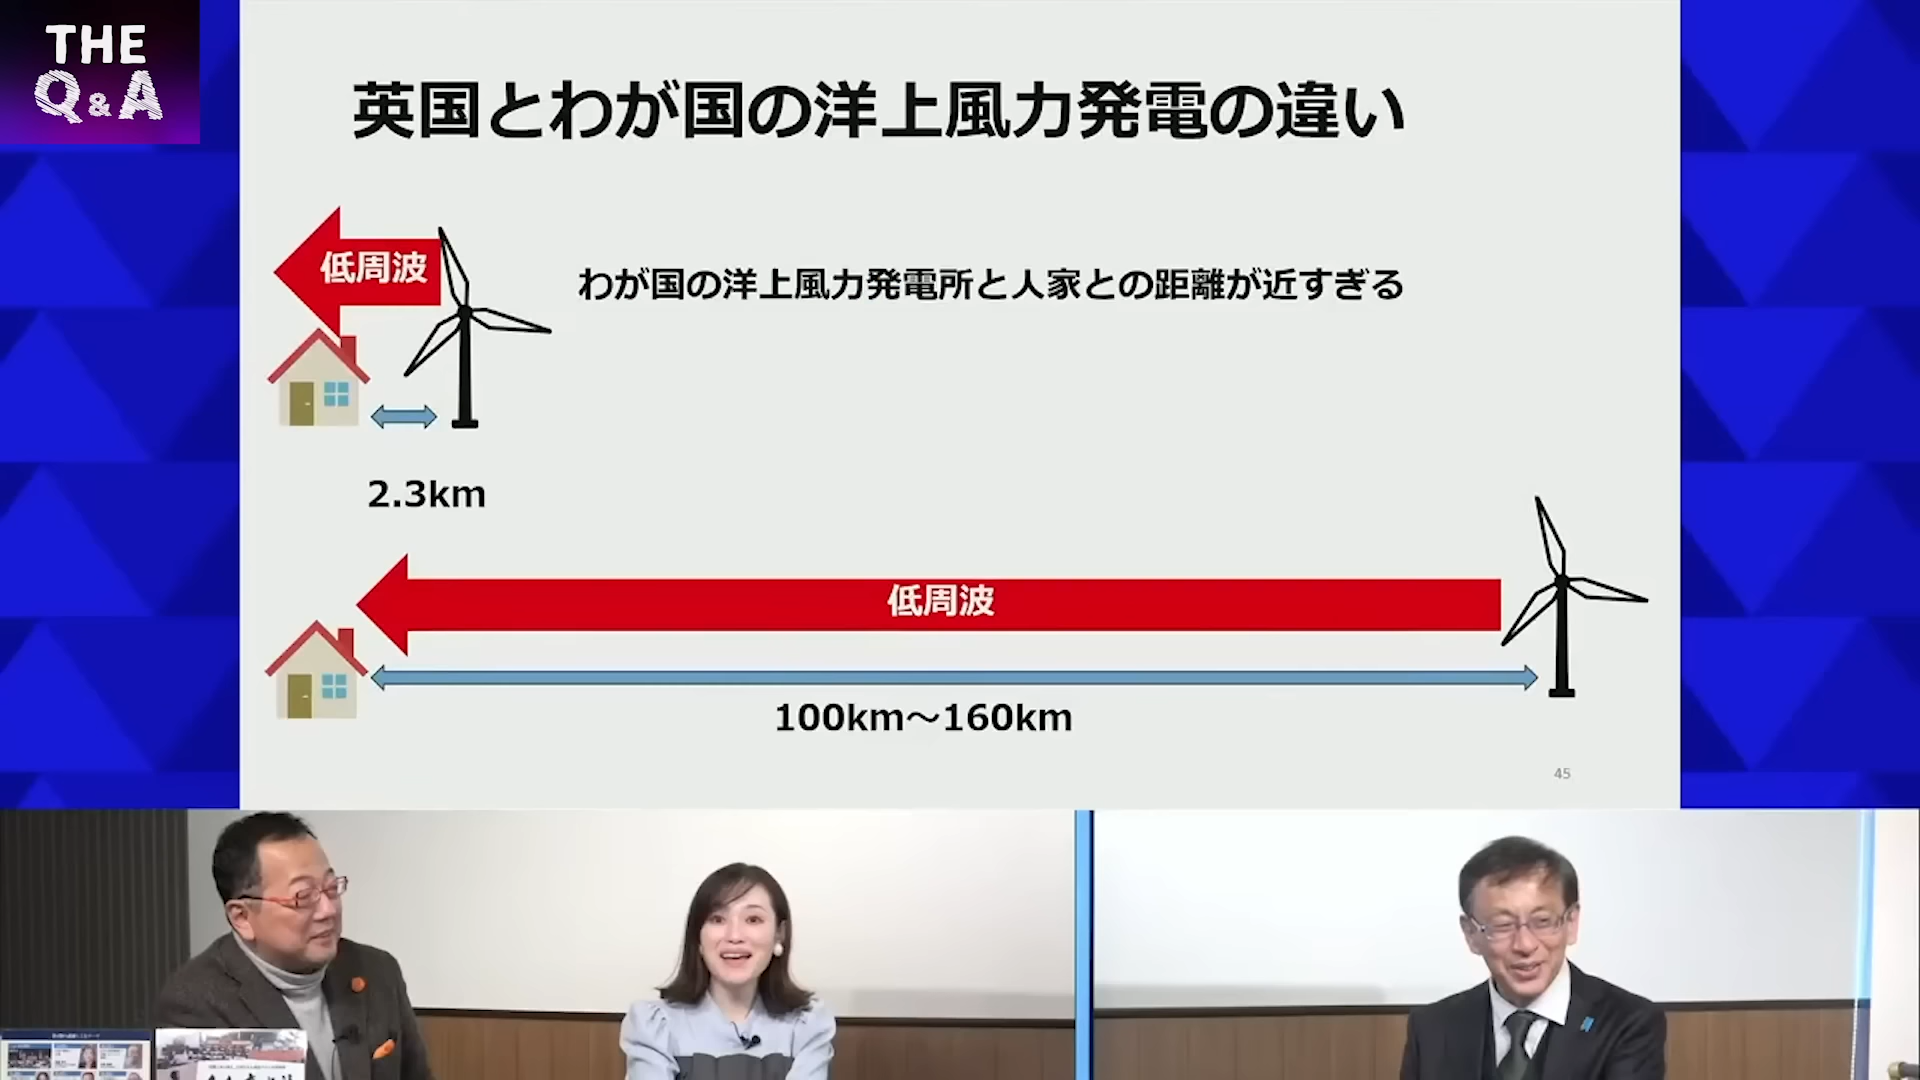 THE
Q&A
英国とわが国の洋上風力発電の違い
低周波
わが国の洋上風力発電所と人家との距離が近すぎる
2.3km
低周波
100km～160km
45